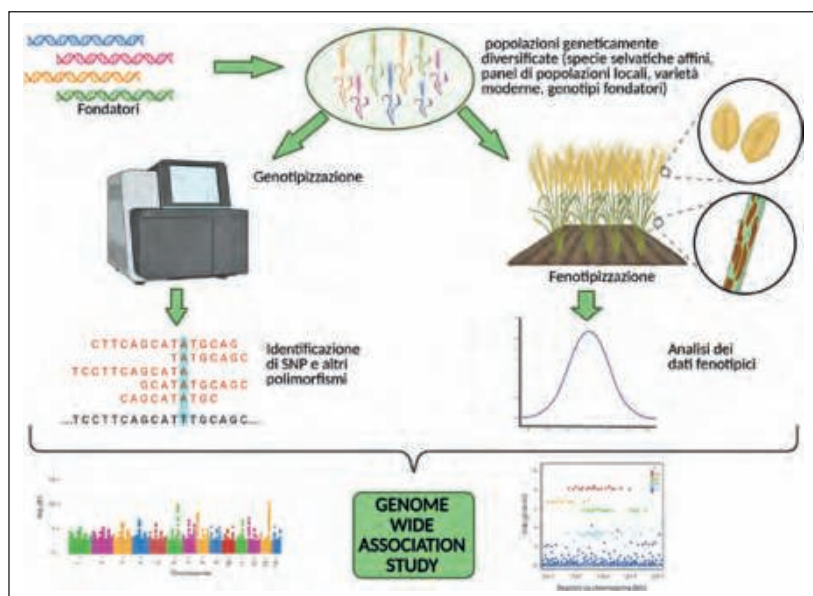 Fondatori
popolazioni geneticamente
diversificate (specie selvatiche affini,
panel di popolazioni locali, varietà
moderne, genotipi fondatori)
Genotipizzazione
Fenotipizzazione
CTTCAGCATATGCAG
TATGCAGC
TCCTTCAGCATA
GCATATGCAGC
CAGCATATGC
...TCCTTCAGCATTTGCAGC...
Identificazione
di SNP e altri
polimorfismi
Analisi dei
dati fenotipici
GENOME
WIDE
ASSOCIATION
STUDY
Chromosome